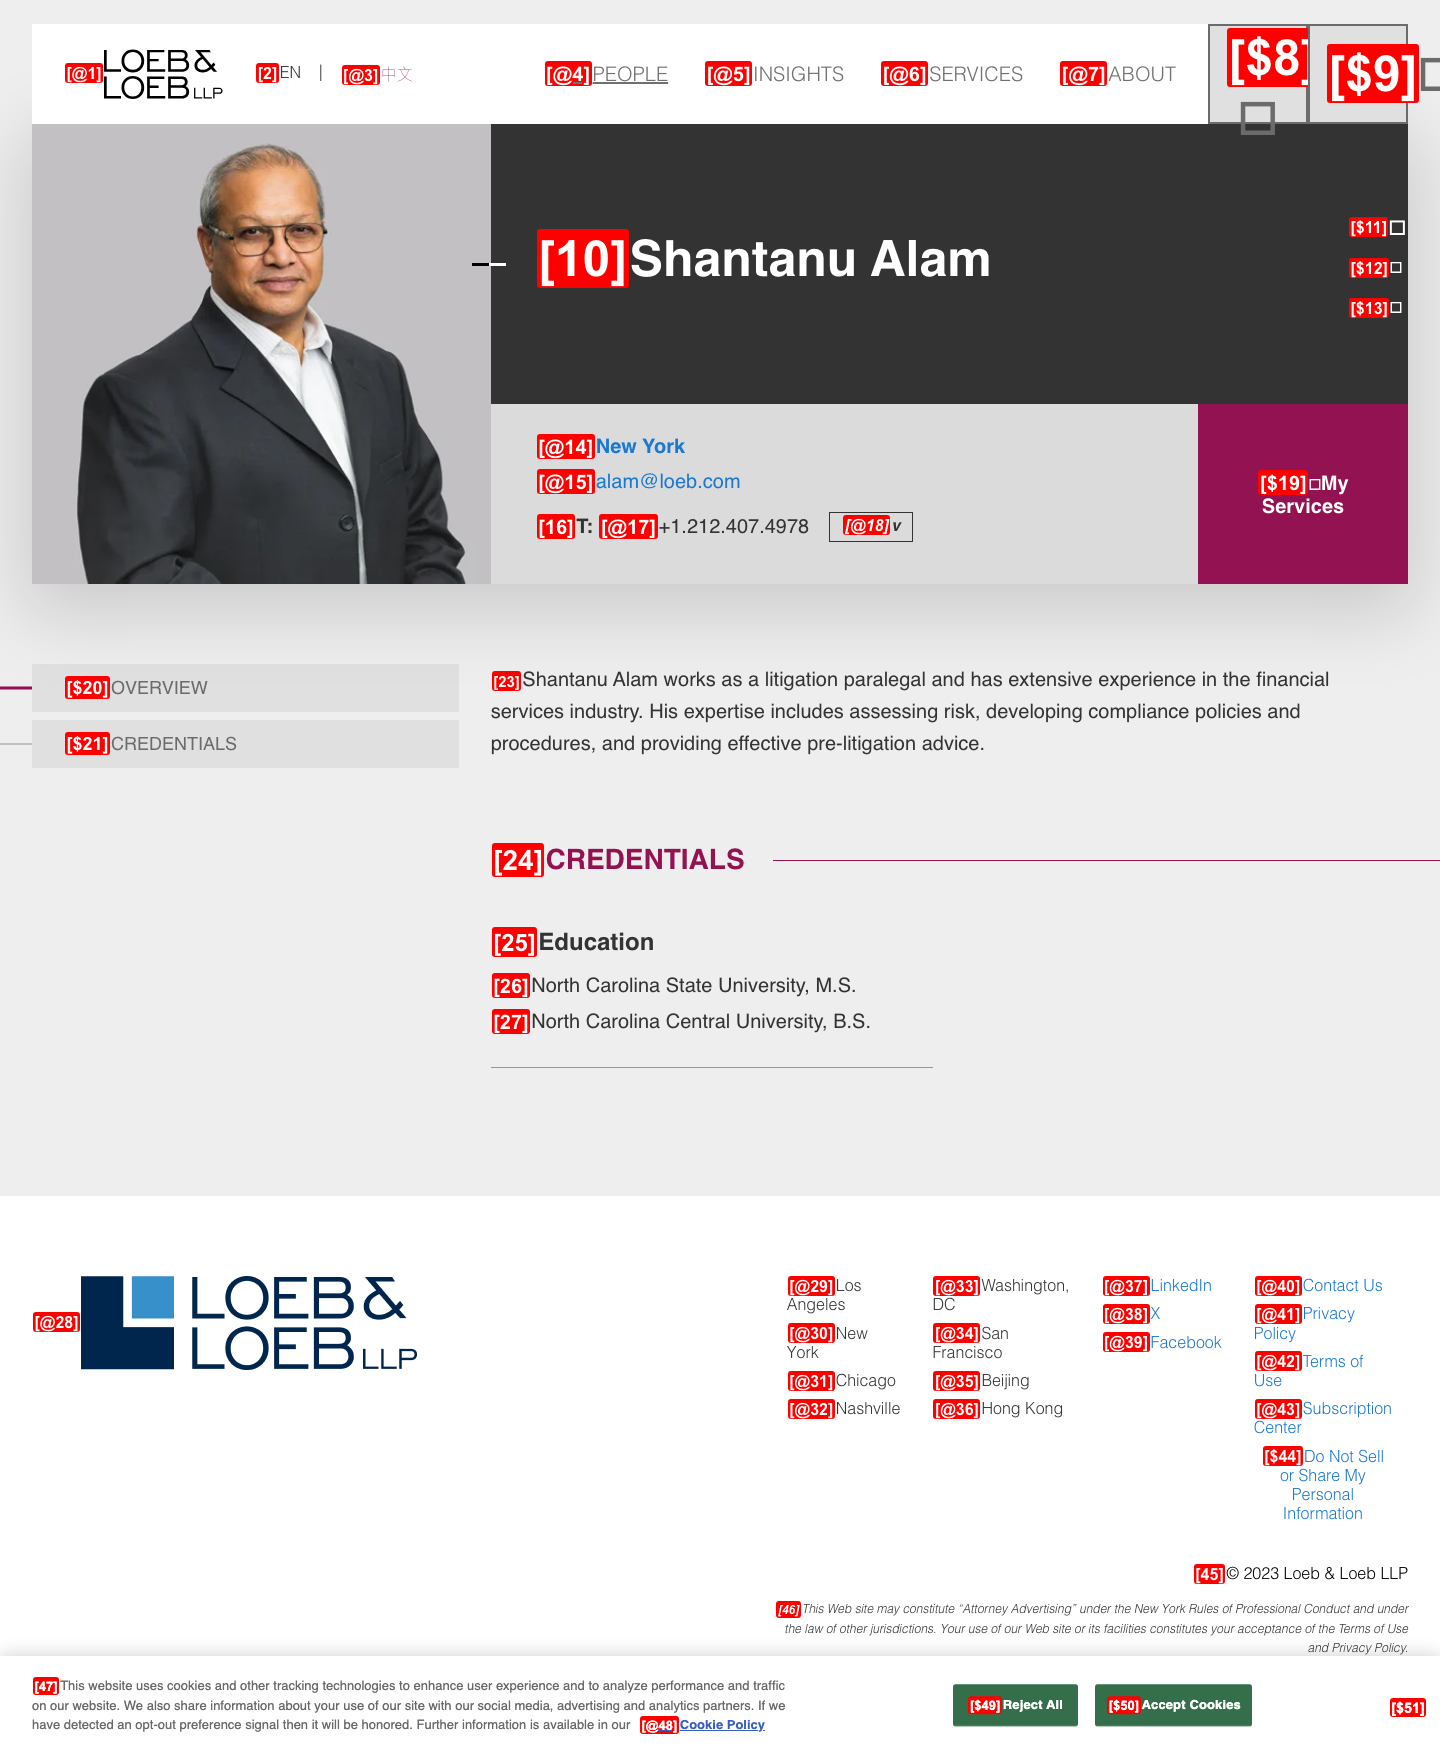 [@1] LOEB & LOEB LLP [2] EN | [@3] 中文 [@4] PEOPLE [@5] INSIGHTS [@6] SERVICES [@7] ABOUT [$8] [$9]
[10] Shantanu Alam
[$11]
[$12]
[$13]
[@14] New York
[@15] alam@loeb.com
[16] T: [@17] +1.212.407.4978 [@18] v
[$19] My
Services
[$20] OVERVIEW
[$21] CREDENTIALS
[23] Shantanu Alam works as a litigation paralegal and has extensive experience in the financial
services industry. His expertise includes assessing risk, developing compliance policies and
procedures, and providing effective pre-litigation advice.
[24] CREDENTIALS
[25] Education
[26] North Carolina State University, M.S.
[27] North Carolina Central University, B.S.
[@28] LOEB &
LOEB LLP
[@29] Los
Angeles
[@30] New
York
[@31] Chicago
[@32] Nashville
[@33] Washington,
DC
[@34] San
Francisco
[@35] Beijing
[@36] Hong Kong
[@37] LinkedIn
[@38] X
[@39] Facebook
[@40] Contact Us
[@41] Privacy
Policy
[@42] Terms of
Use
[@43] Subscription
Center
[$44] Do Not Sell
or Share My
Personal
Information
[45] © 2023 Loeb & Loeb LLP
[46] This Web site may constitute “Attorney Advertising” under the New York Rules of Professional Conduct and under
the law of other jurisdictions. Your use of our Web site or its facilities constitutes your acceptance of the Terms of Use
and Privacy Policy.
[47] This website uses cookies and other tracking technologies to enhance user experience and to analyze performance and traffic
on our website. We also share information about your use of our site with our social media, advertising and analytics partners. If we
have detected an opt-out preference signal then it will be honored. Further information is available in our [@48] Cookie Policy
[$49] Reject All [$50] Accept Cookies [$51]